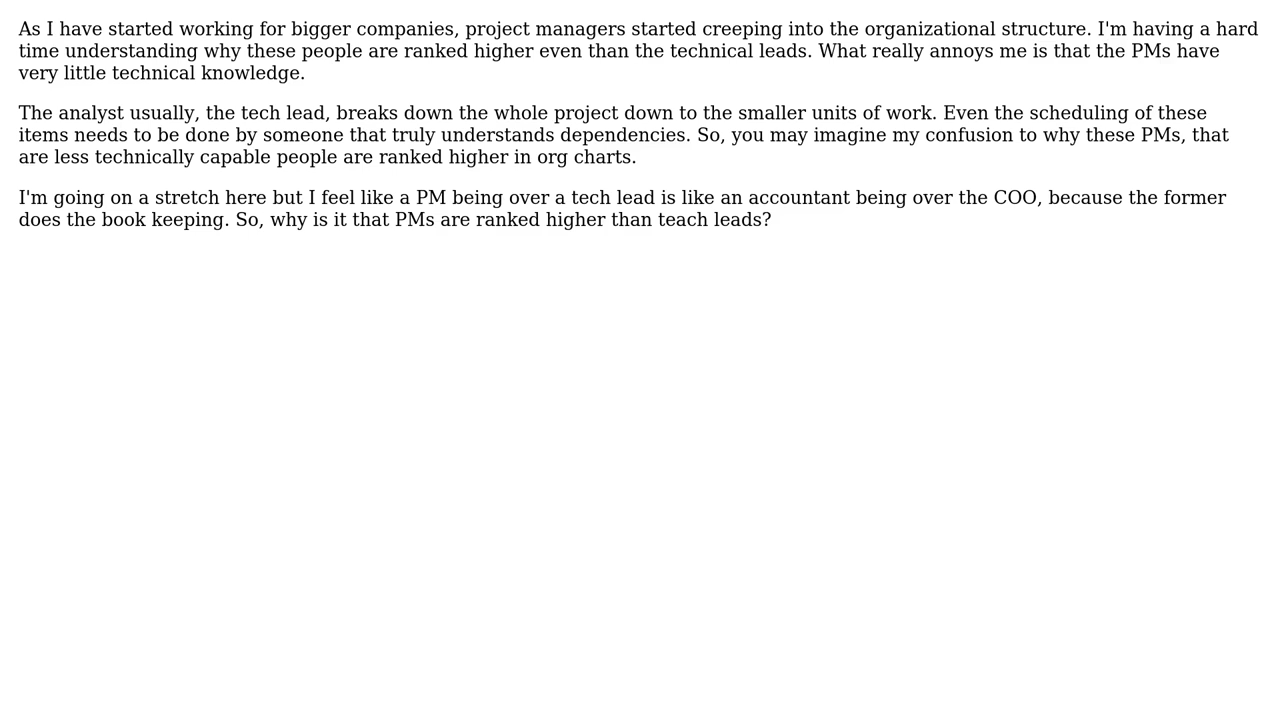 As I have started working for bigger companies, project managers started creeping into the organizational structure. I'm having a hard
time understanding why these people are ranked higher even than the technical leads. What really annoys me is that the PMs have
very little technical knowledge.
The analyst usually, the tech lead, breaks down the whole project down to the smaller units of work. Even the scheduling of these
items needs to be done by someone that truly understands dependencies. So, you may imagine my confusion to why these PMs, that
are less technically capable people are ranked higher in org charts.
I'm going on a stretch here but I feel like a PM being over a tech lead is like an accountant being over the COO, because the former
does the book keeping. So, why is it that PMs are ranked higher than teach leads?